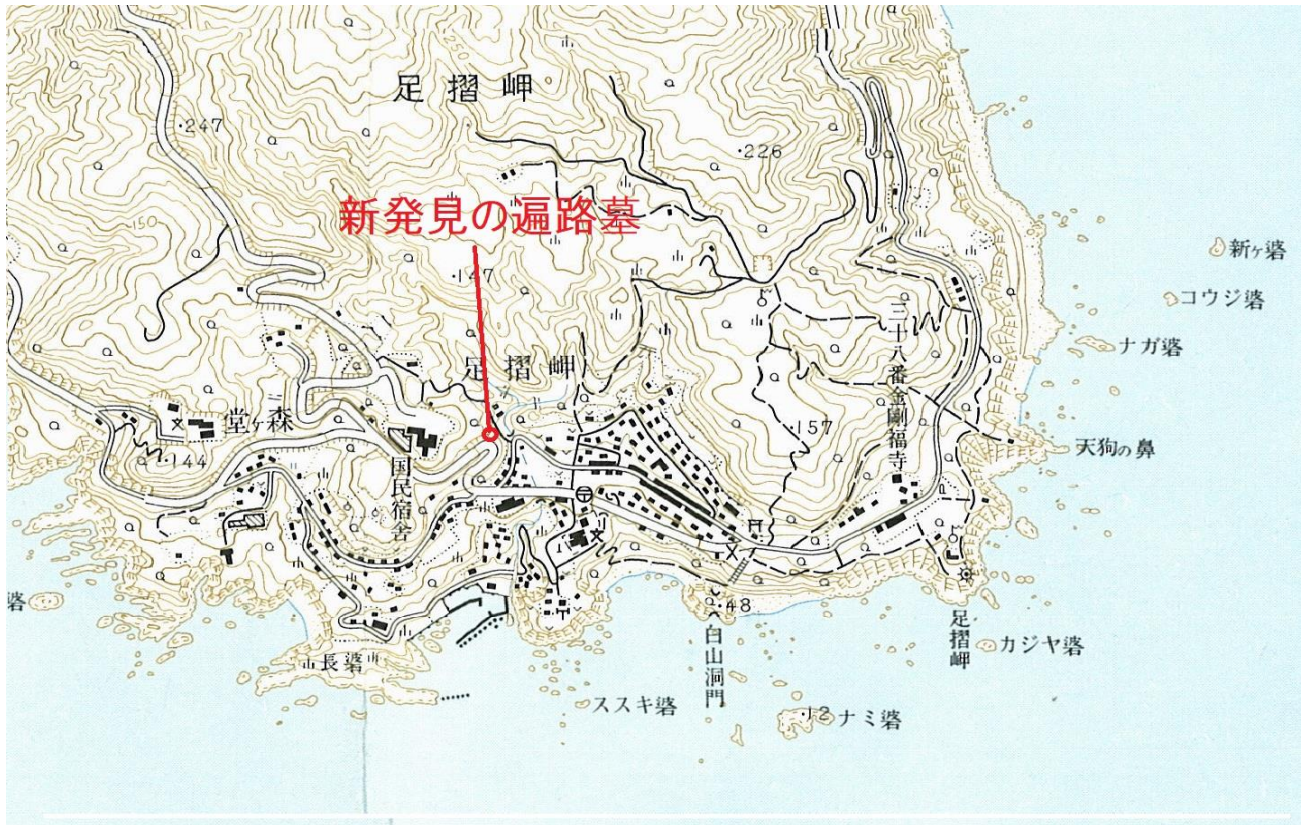 足摺岬
・247
・226
新発見の遍路墓
・147
新ヶ碆
コウジ碆
ナガ碆
三十八番金剛福寺
足摺岬
堂ヶ森
・157
天狗の鼻
・144
国民宿舎
碆
・48
白山洞門
足摺岬
カジヤ碆
長碆
ススキ碆
・12
ナミ碆